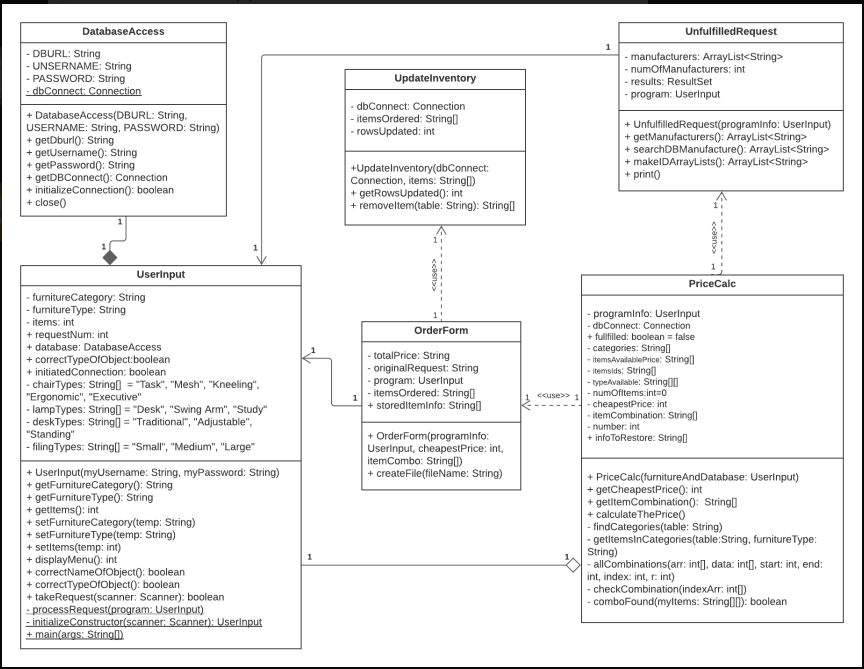 DatabaseAccess
- DBURL: String
- UNSERNAME: String
- PASSWORD: String
- dbConnect: Connection
+ DatabaseAccess(DBURL: String,
USERNAME: String, PASSWORD: String)
+ getDburl(): String
+ getUsername(): String
+ getPassword(): String
+ getDBConnect(): Connection
+ initializeConnection(): boolean
+ close()
1
1
UpdateInventory
- dbConnect: Connection
- itemsOrdered: String[]
- rowsUpdated: int
+UpdateInventory(dbConnect:
Connection, items: String[])
+ getRowsUpdated(): int
+ removeItem(table: String): String[]
1
<<use>>
1
1
1
UnfulfilledRequest
- manufacturers: ArrayList<String>
- numOfManufacturers: int
- results: ResultSet
- program: UserInput
+ UnfulfilledRequest(programInfo: UserInput)
+ getManufacturers(): ArrayList<String>
+ searchDBManufacture(): ArrayList<String>
+ makeIDArrayLists(): ArrayList<String>
+ print()
1
<<use>>
1
UserInput
- furnitureCategory: String
- furnitureType: String
- items: int
+ requestNum: int
+ database: DatabaseAccess
+ correctTypeOfObject:boolean
+ initiatedConnection: boolean
- chairTypes: String[] = "Task", "Mesh", "Kneeling",
"Ergonomic", "Executive"
- lampTypes: String[] = "Desk", "Swing Arm", "Study"
- deskTypes: String[] = "Traditional", "Adjustable",
"Standing"
- filingTypes: String[] = "Small", "Medium", "Large"
+ UserInput(myUsername: String, myPassword: String)
+ getFurnitureCategory(): String
+ getFurnitureType(): String
+ getItems(): int
+ setFurnitureCategory(temp: String)
+ setFurnitureType(temp: String)
+ setItems(temp: int)
+ displayMenu(): int
+ correctNameOfObject(): boolean
+ correctTypeOfObject(): boolean
+ takeRequest(scanner: Scanner): boolean
- processRequest(program: UserInput)
- initializeConstructor(scanner: Scanner): UserInput
+ main(args: String[])
1
1
OrderForm
- totalPrice: String
- originalRequest: String
- program: UserInput
- itemsOrdered: String[]
+ storedItemInfo: String[]
+ OrderForm(programInfo:
UserInput, cheapestPrice: int,
itemCombo: String[])
+ createFile(fileName: String)
1 <<use>> 1
PriceCalc
- programInfo: UserInput
- dbConnect: Connection
+ fullfilled: boolean = false
- categories: String[]
- itemsAvailablePrice: String[]
- itemsIds: String[]
- typeAvailable: String[][]
- numOfItems:int=0
- cheapestPrice: int
- itemCombination: String[]
- number: int
+ infoToRestore: String[]
+ PriceCalc(furnitureAndDatabase: UserInput)
+ getCheapestPrice(): int
+ getItemCombination(): String[]
+ calculateThePrice()
- findCategories(table: String)
- getItemsInCategories(table:String, furnitureType:
String)
- allCombinations(arr: int[], data: int[], start: int, end:
int, index: int, r: int)
- checkCombination(indexArr: int[])
- comboFound(myItems: String[][]): boolean
1
1